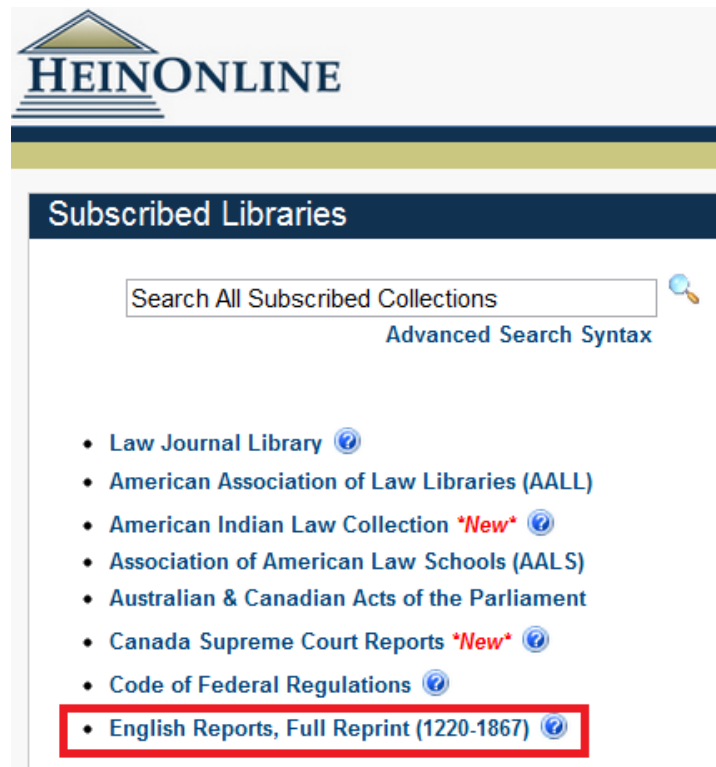 HEINONLINE
Subscribed Libraries
Search All Subscribed Collections
Advanced Search Syntax
• Law Journal Library ?
• American Association of Law Libraries (AALL)
• American Indian Law Collection *New* ?
• Association of American Law Schools (AALS)
• Australian & Canadian Acts of the Parliament
• Canada Supreme Court Reports *New* ?
• Code of Federal Regulations ?
• English Reports, Full Reprint (1220-1867) ?